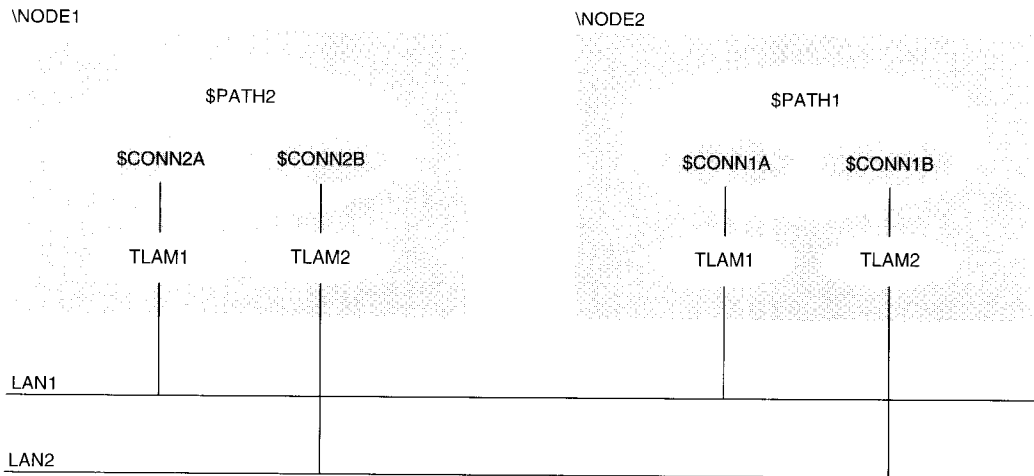 \NODE1
\NODE2
$PATH2
$PATH1
$CONN2A
$CONN2B
$CONN1A
$CONN1B
TLAM1
TLAM2
TLAM1
TLAM2
LAN1
LAN2